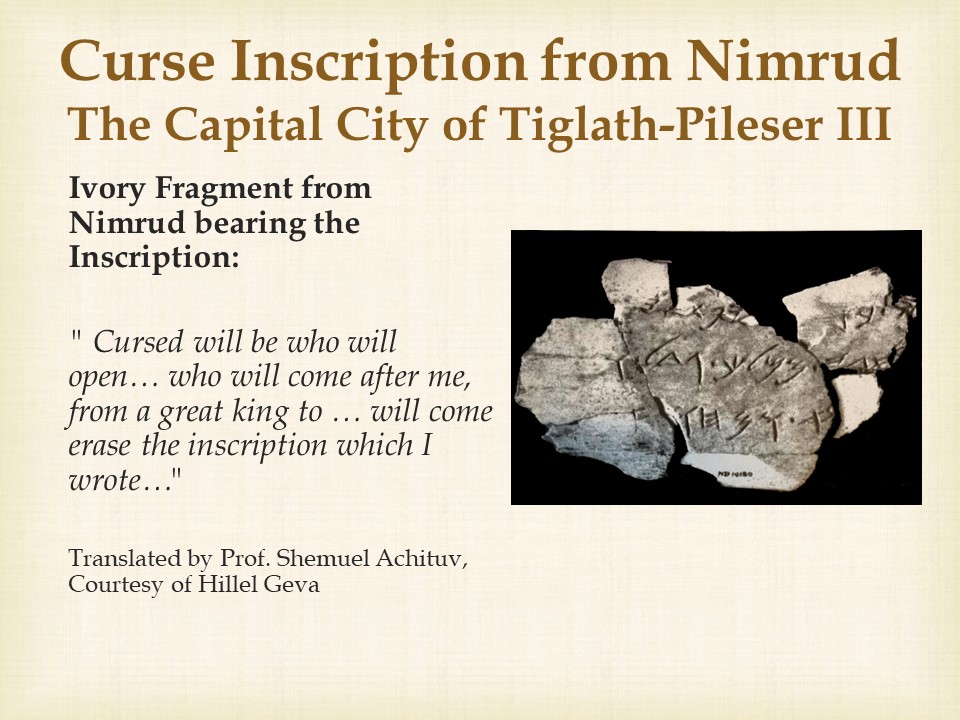 Curse Inscription from Nimrud
The Capital City of Tiglath-Pileser III
Ivory Fragment from
Nimrud bearing the
Inscription:
" Cursed will be who will
open… who will come after me,
from a great king to … will come
erase the inscription which I
wrote…"
Translated by Prof. Shemuel Achituv,
Courtesy of Hillel Geva